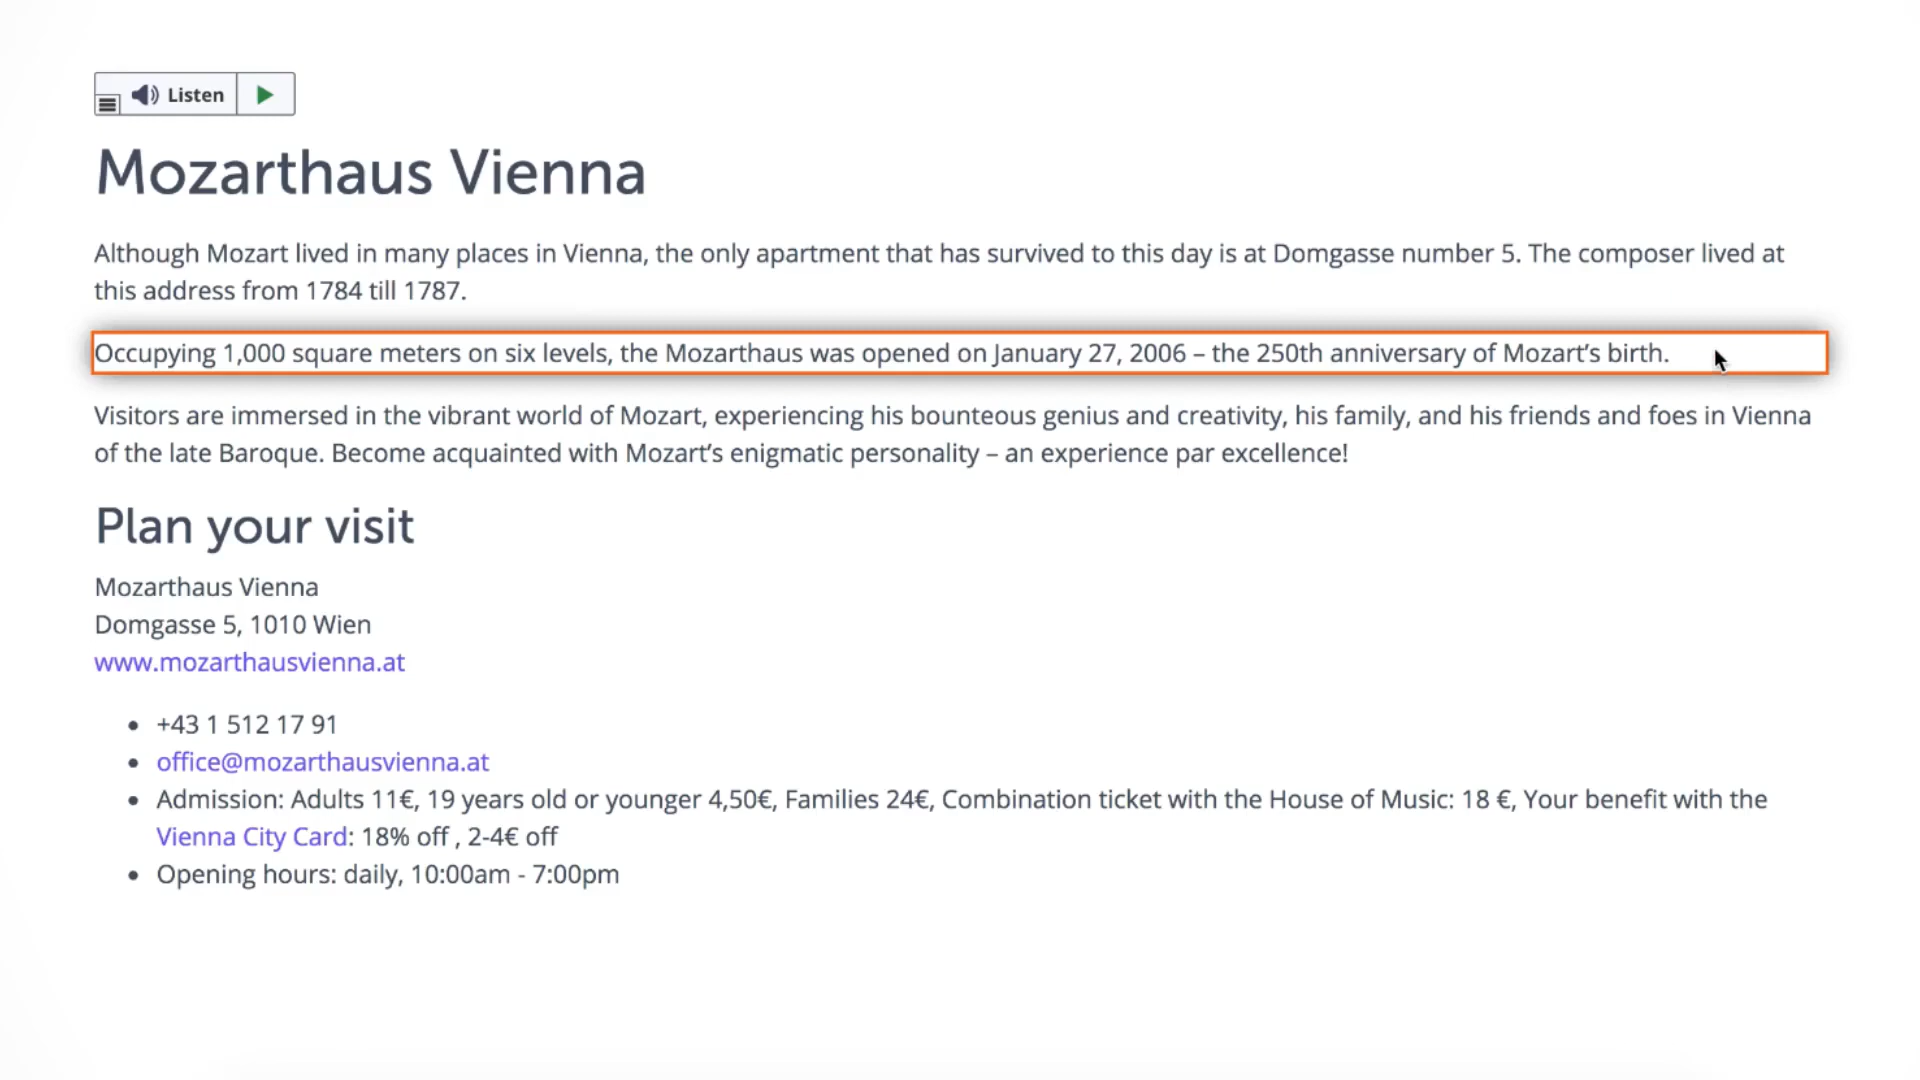 Listen
Mozarthaus Vienna
Although Mozart lived in many places in Vienna, the only apartment that has survived to this day is at Domgasse number 5. The composer lived at
this address from 1784 till 1787.
Occupying 1,000 square meters on six levels, the Mozarthaus was opened on January 27, 2006 – the 250th anniversary of Mozart’s birth.
Visitors are immersed in the vibrant world of Mozart, experiencing his bounteous genius and creativity, his family, and his friends and foes in Vienna
of the late Baroque. Become acquainted with Mozart’s enigmatic personality – an experience par excellence!
Plan your visit
Mozarthaus Vienna
Domgasse 5, 1010 Wien
www.mozarthausvienna.at
• +43 1 512 17 91
• office@mozarthausvienna.at
• Admission: Adults 11€, 19 years old or younger 4,50€, Families 24€, Combination ticket with the House of Music: 18 €, Your benefit with the
Vienna City Card: 18% off , 2-4€ off
• Opening hours: daily, 10:00am - 7:00pm